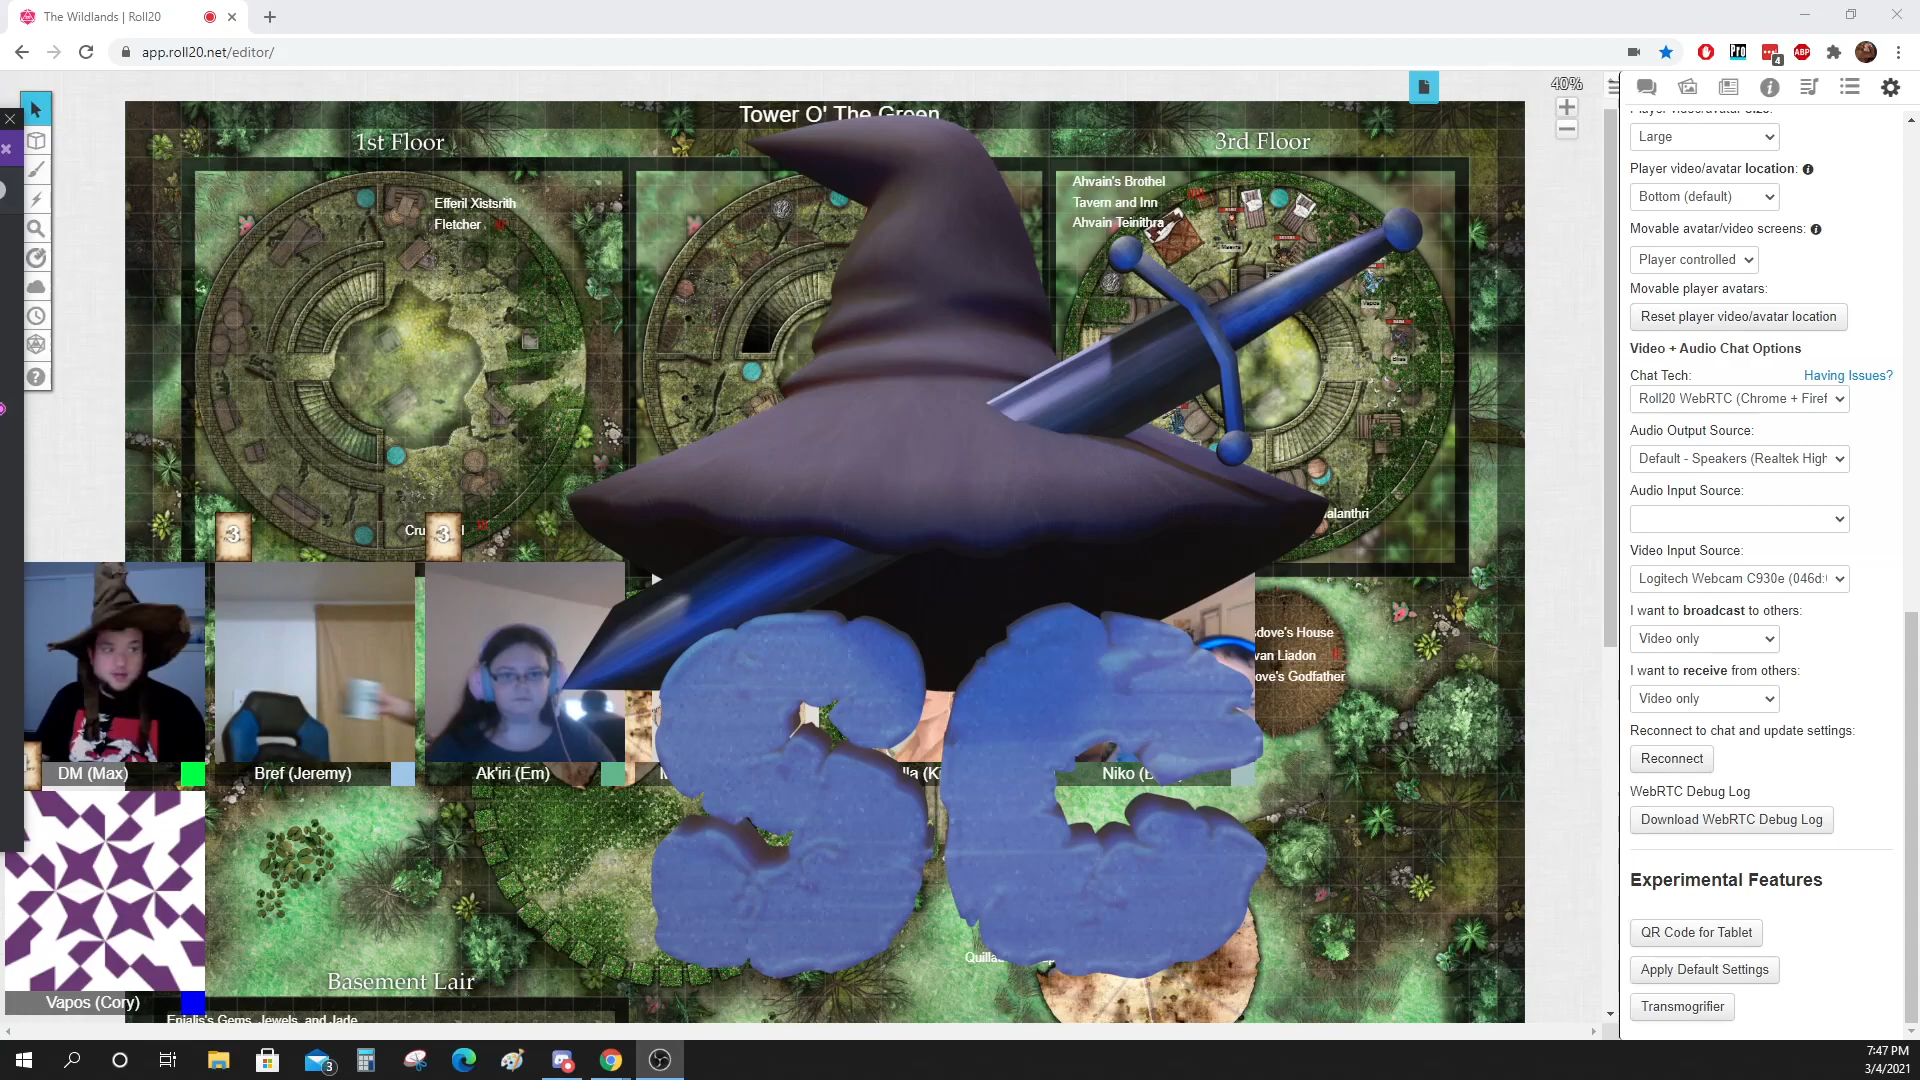 The Wildlands | Roll20
app.roll20.net/editor/
Pro
4
ABP
40%
Tower O' The Green
1st Floor
3rd Floor
Efferil Xistsrith
Fletcher
Ahvain's Brothel
Tavern and Inn
Ahvain Teinithra
3
3
SC
DM (Max)
Bref (Jeremy)
Ak'iri (Em)
Niko
Vapos (Cory)
van Liadon
Basement Lair
Enialis's Gems, Jewels, and Jade
Large
Player video/avatar location:
Bottom (default)
Movable avatar/video screens:
Player controlled
Movable player avatars:
Reset player video/avatar location
Video + Audio Chat Options
Chat Tech:
Having Issues?
Roll20 WebRTC (Chrome + Firef
Audio Output Source:
Default - Speakers (Realtek High
Audio Input Source:
Video Input Source:
Logitech Webcam C930e (046d:
I want to broadcast to others:
Video only
I want to receive from others:
Video only
Reconnect to chat and update settings:
Reconnect
WebRTC Debug Log
Download WebRTC Debug Log
Experimental Features
QR Code for Tablet
Apply Default Settings
Transmogrifier
3
7:47 PM
3/4/2021